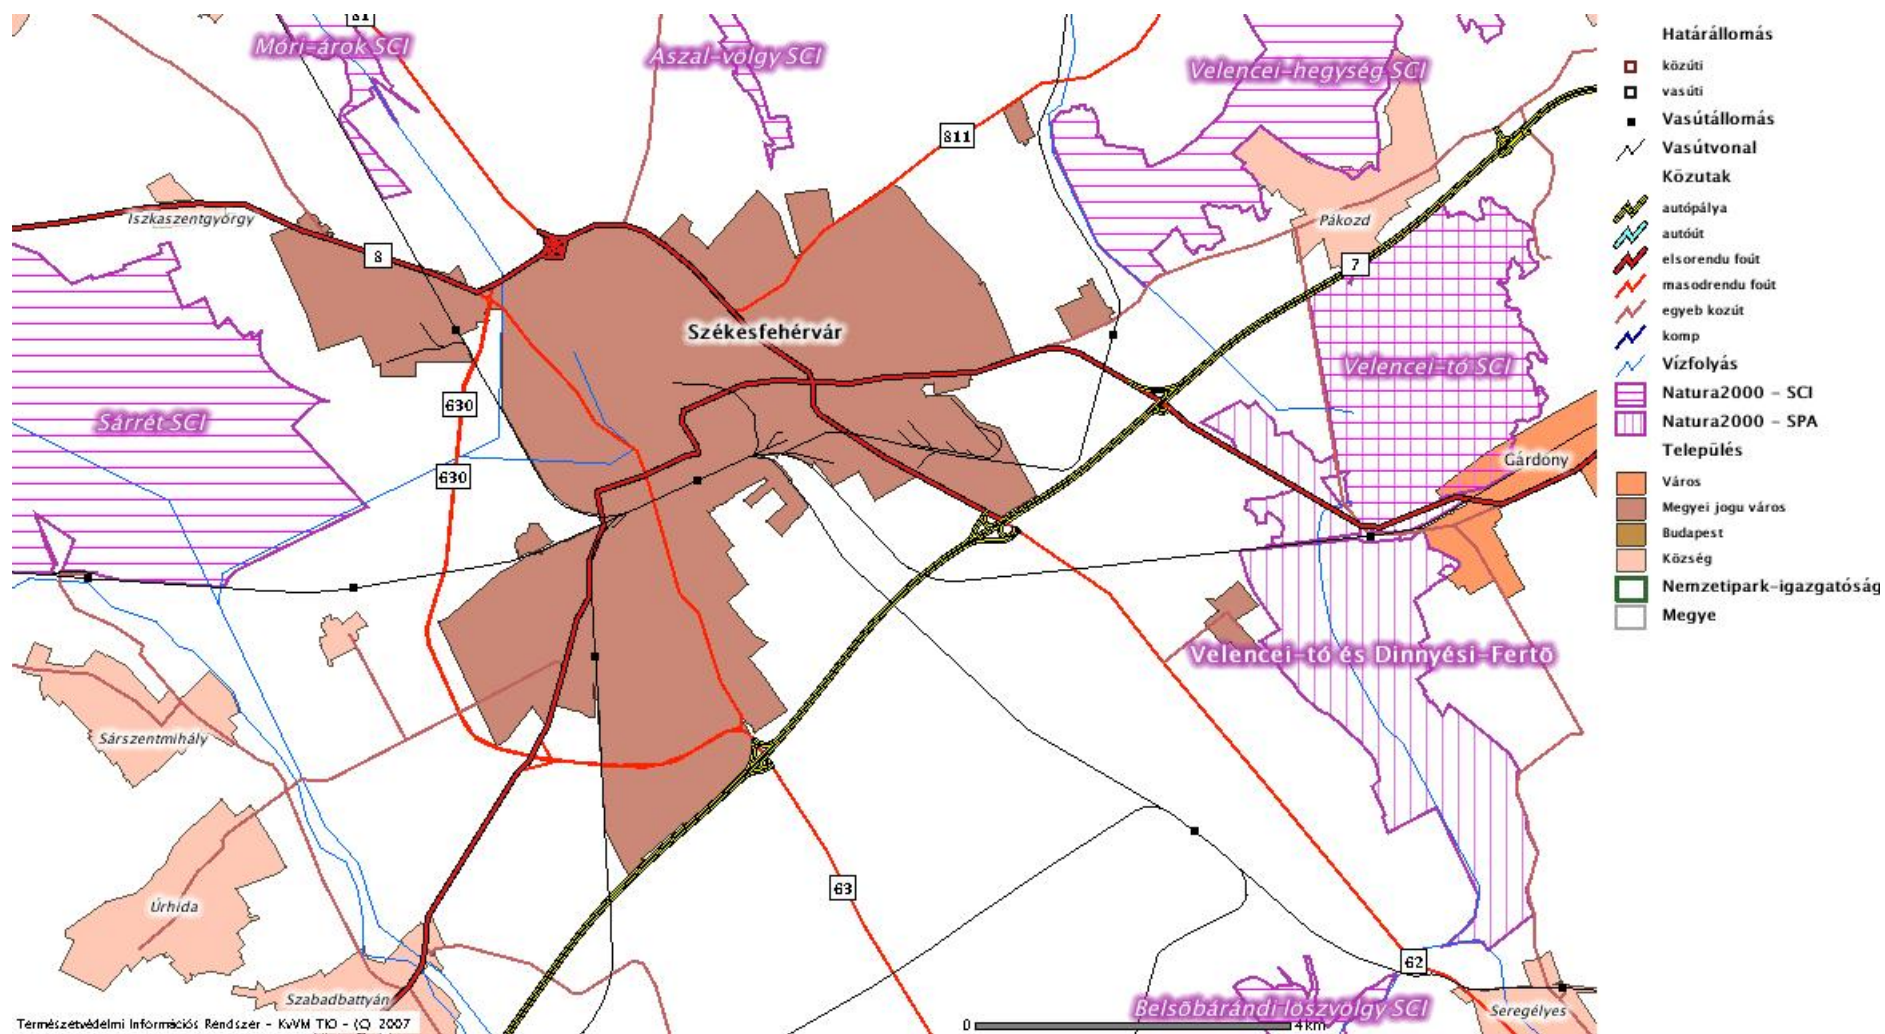 81
Móri-árok SCI
Aszal-völgy SCI
Velencei-hegység SCI
811
Iszkaszentgyörgy
Pákozd
8
7
Székesfehérvár
Velencei-tó SCI
630
Sárrét SCI
Gárdony
630
Velencei-tó és Dinnyési-Fertő
Sárszentmihály
63
Úrhida
62
Szabadbattyán
Belsőbárándi löszvölgy SCI
Seregélyes
Természetvédelmi Információs Rendszer - KvVM TIO - (C) 2007
0
4km
Határállomás
közúti
vasúti
Vasútállomás
Vasútvonal
Közutak
autópálya
autóút
elsorendu foút
masodrendu foút
egyeb kozút
komp
Vízfolyás
Natura2000 - SCI
Natura2000 - SPA
Település
Város
Megyei jogu város
Budapest
Község
Nemzetipark-igazgatóság
Megye